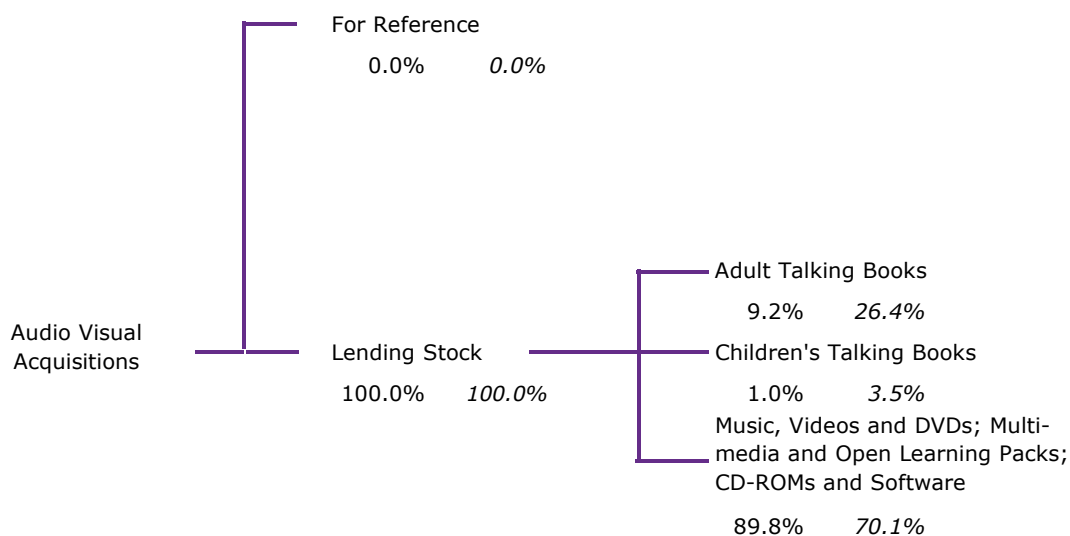 For Reference
0.0% 0.0%
Adult Talking Books
9.2% 26.4%
Audio Visual
Acquisitions
Lending Stock
100.0% 100.0%
Children's Talking Books
1.0% 3.5%
Music, Videos and DVDs; Multi-
media and Open Learning Packs;
CD-ROMs and Software
89.8% 70.1%